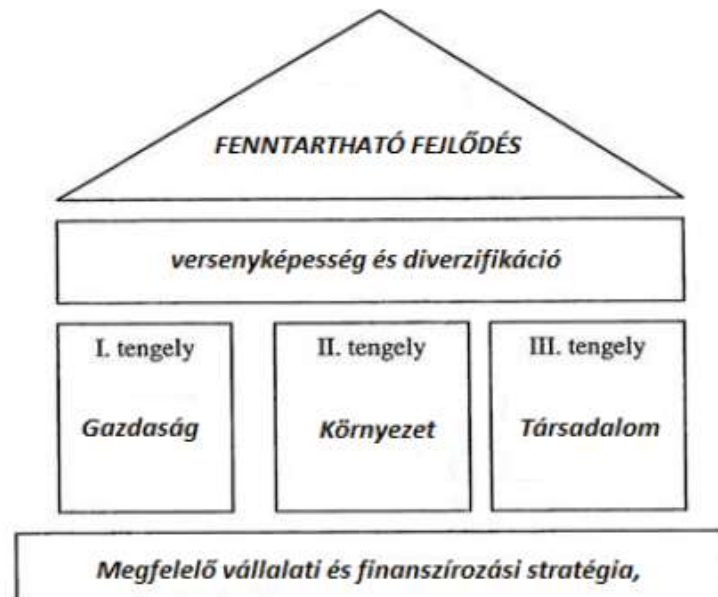 FENNTARTHATÓ FEJLŐDÉS
versenyképesség és diverzifikáció
I. tengely
II. tengely
III. tengely
Gazdaság
Környezet
Társadalom
Megfelelő vállalati és finanszírozási stratégia,